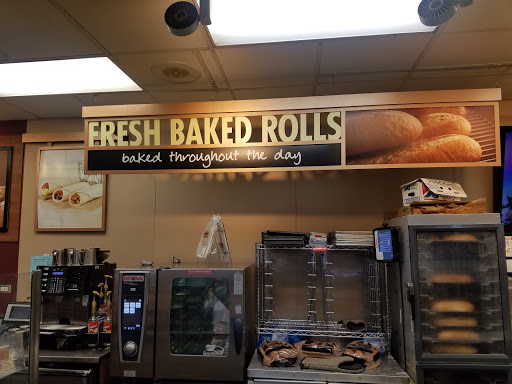 FRESH BAKED ROLLS
baked throughout the day